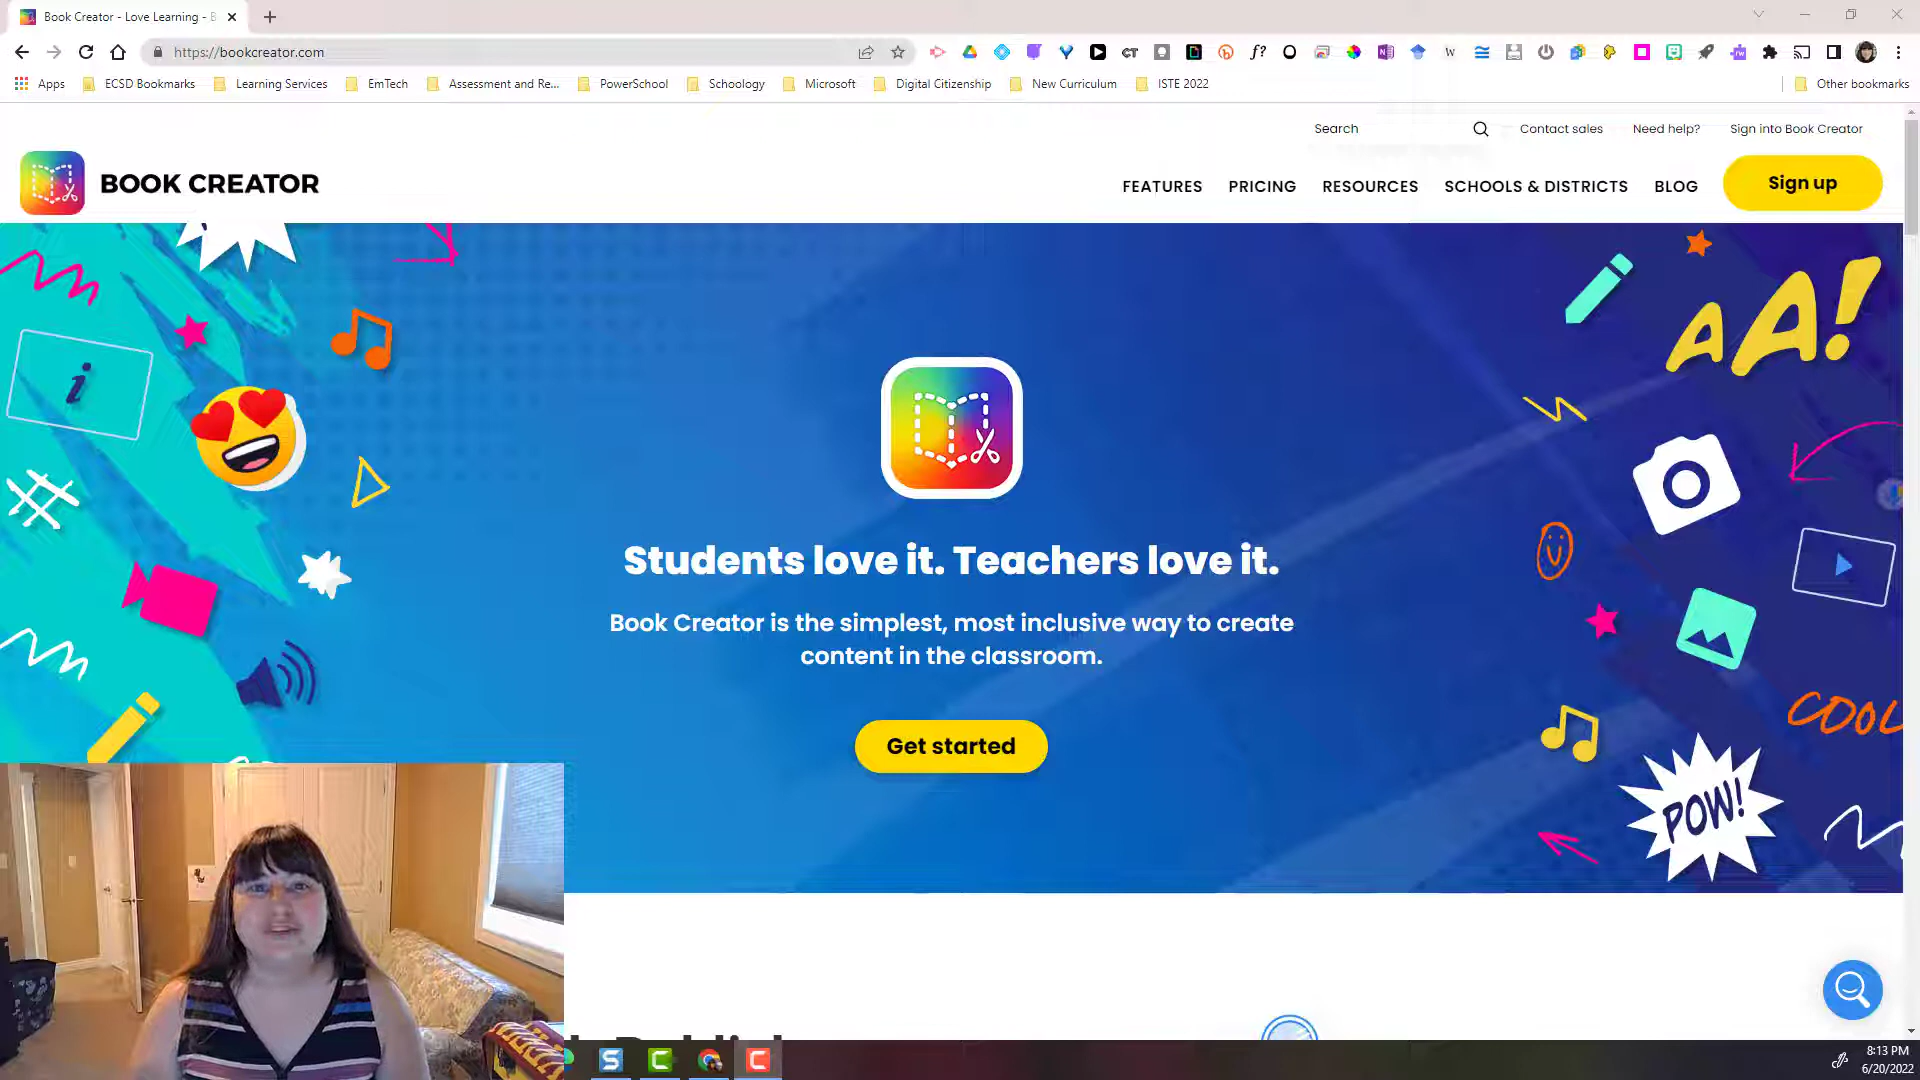 Book Creator - Love Learning - B
https://bookcreator.com
Apps
ECSD Bookmarks
Learning Services
EmTech
Assessment and Re...
PowerSchool
Schoology
Microsoft
Digital Citizenship
New Curriculum
ISTE 2022
Other bookmarks
Search
Contact sales
Need help?
Sign into Book Creator
BOOK CREATOR
FEATURES
PRICING
RESOURCES
SCHOOLS & DISTRICTS
BLOG
Sign up
i
AA!
Students love it. Teachers love it.
Book Creator is the simplest, most inclusive way to create
content in the classroom.
Get started
COOL
POW!
8:13 PM
6/20/2022